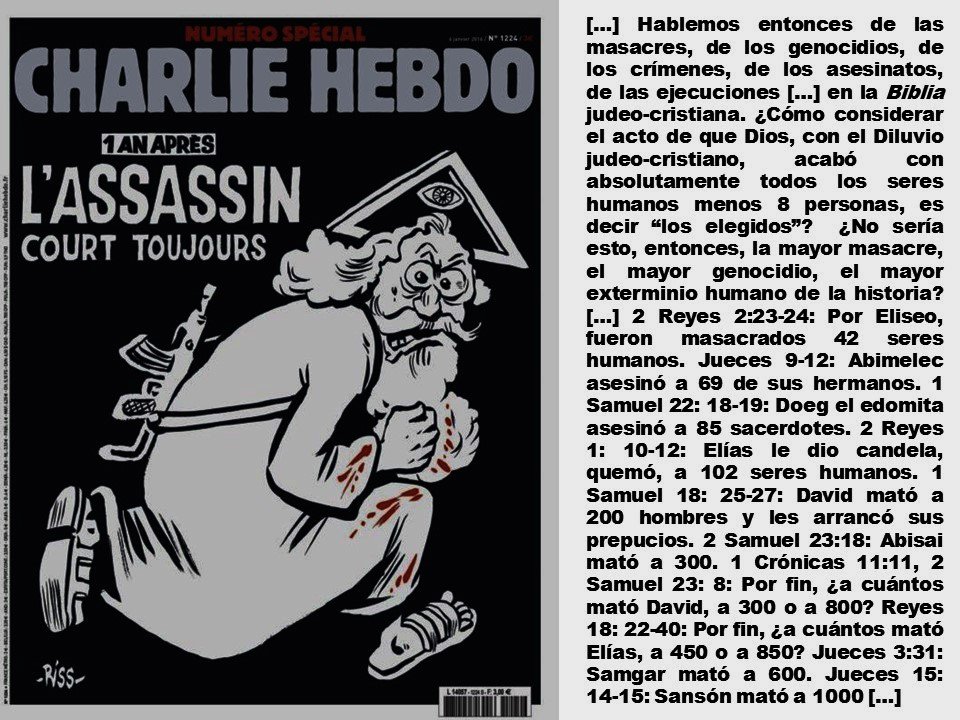 NUMÉRO SPÉCIAL
N° 1224
CHARLIE HEBDO
1 AN APRÈS
L'ASSASSIN
COURT TOUJOURS
-RISS-
[…] Hablemos entonces de las
masacres, de los genocidios, de
los crímenes, de los asesinatos,
de las ejecuciones […] en la Biblia
judeo-cristiana. ¿Cómo considerar
el acto de que Dios, con el Diluvio
judeo-cristiano, acabó con
absolutamente todos los seres
humanos menos 8 personas, es
decir “los elegidos”? ¿No sería
esto, entonces, la mayor masacre,
el mayor genocidio, el mayor
exterminio humano de la historia?
[…] 2 Reyes 2:23-24: Por Eliseo,
fueron masacrados 42 seres
humanos. Jueces 9-12: Abimelec
asesinó a 69 de sus hermanos. 1
Samuel 22: 18-19: Doeg el edomita
asesinó a 85 sacerdotes. 2 Reyes
1: 10-12: Elías le dio candela,
quemó, a 102 seres humanos. 1
Samuel 18: 25-27: David mató a
200 hombres y les arrancó sus
prepucios. 2 Samuel 23:18: Abisai
mató a 300. 1 Crónicas 11:11, 2
Samuel 23: 8: Por fin, ¿a cuántos
mató David, a 300 o a 800? Reyes
18: 22-40: Por fin, ¿a cuántos mató
Elías, a 450 o a 850? Jueces 3:31:
Samgar mató a 600. Jueces 15:
14-15: Sansón mató a 1000 […]